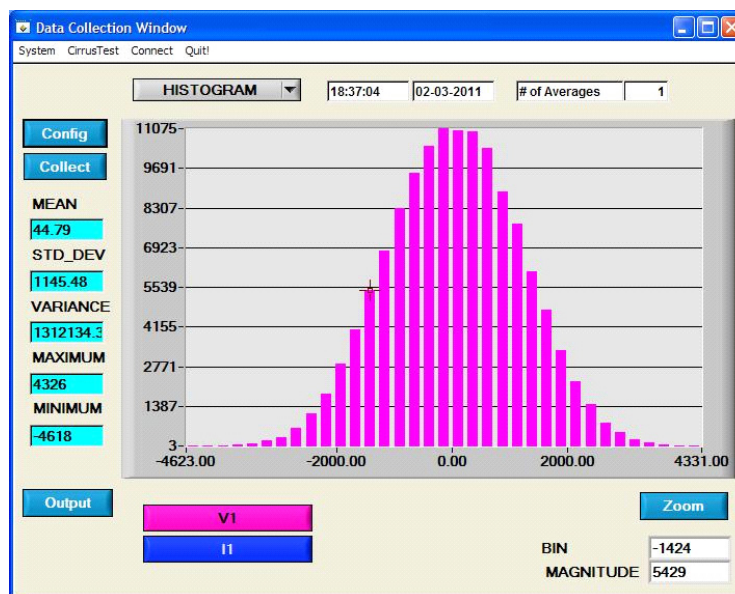 Data Collection Window
System CirrusTest Connect Quit!
HISTOGRAM 18:37:04 02-03-2011 # of Averages 1
Config
Collect
MEAN
44.79
STD_DEV
1145.48
VARIANCE
MAXIMUM
4326
MINIMUM
-4618
11075
9691
8307
6923
5539
4155
2771
1387
3
-4623.00 -2000.00 0.00 2000.00 4331.00
Output
V1
I1
Zoom
BIN -1424
MAGNITUDE 5429